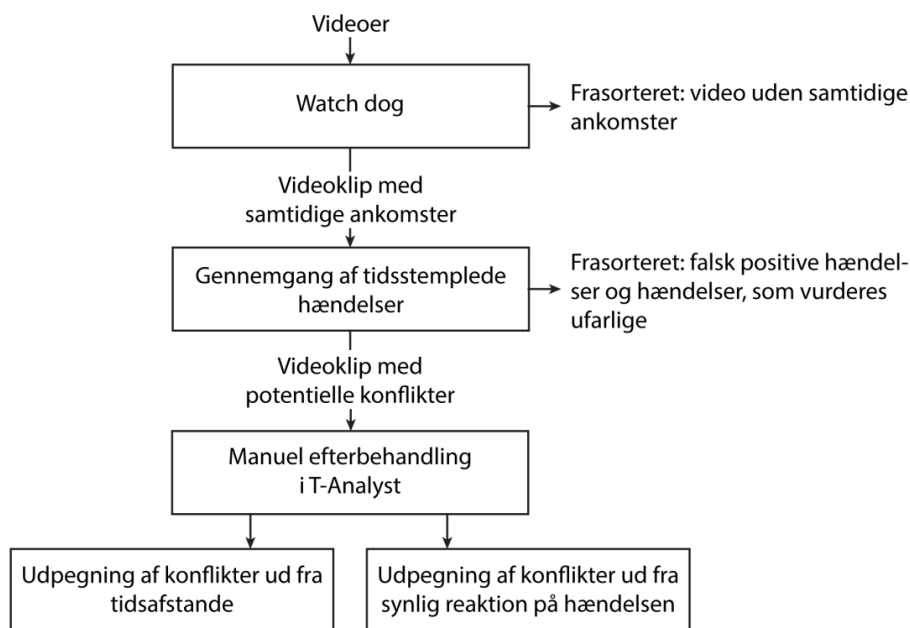 Videoer
Watch dog
Frasorteret: video uden samtidige
ankomster
Videoklip med
samtidige ankomster
Gennemgang af tidsstemplede
hændelser
Frasorteret: falsk positive hændel-
ser og hændelser, som vurderes
ufarlige
Videoklip med
potentielle konflikter
Manuel efterbehandling
i T-Analyst
Udpegning af konflikter ud fra
tidsafstande
Udpegning af konflikter ud fra
synlig reaktion på hændelsen